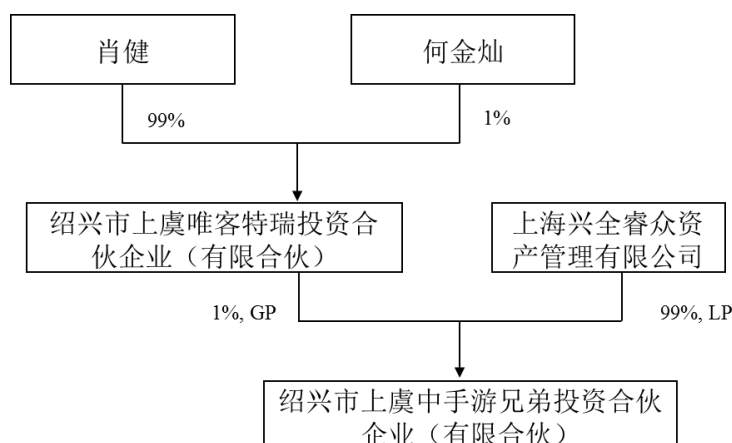 肖健
何金灿
99%
1%
绍兴市上虞唯客特瑞投资合
伙企业（有限合伙）
上海兴全睿众资
产管理有限公司
1%, GP
99%, LP
绍兴市上虞中手游兄弟投资合伙
企业（有限合伙）